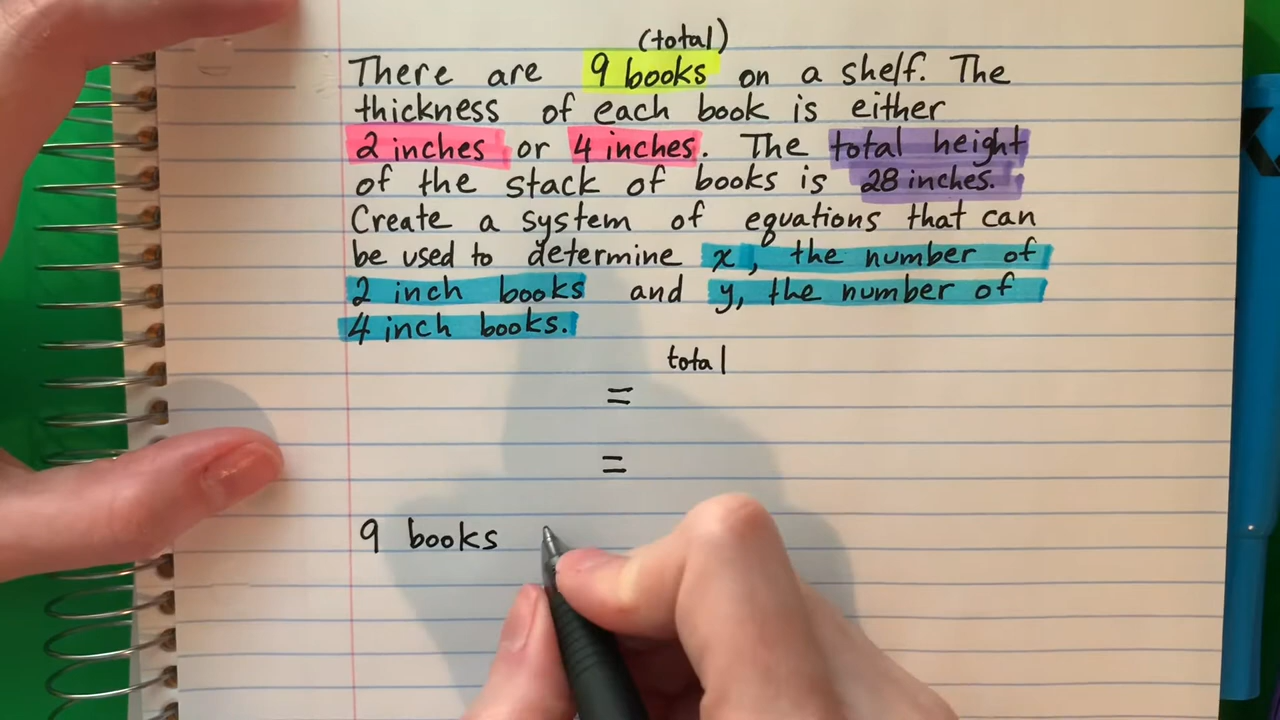 (total)
There are 9 books on a shelf. The
thickness of each book is either
2 inches or 4 inches. The total height
of the stack of books is 28 inches.
Create a system of equations that can
be used to determine x, the number of
2 inch books and y, the number of
4 inch books.
total
=
=
9 books